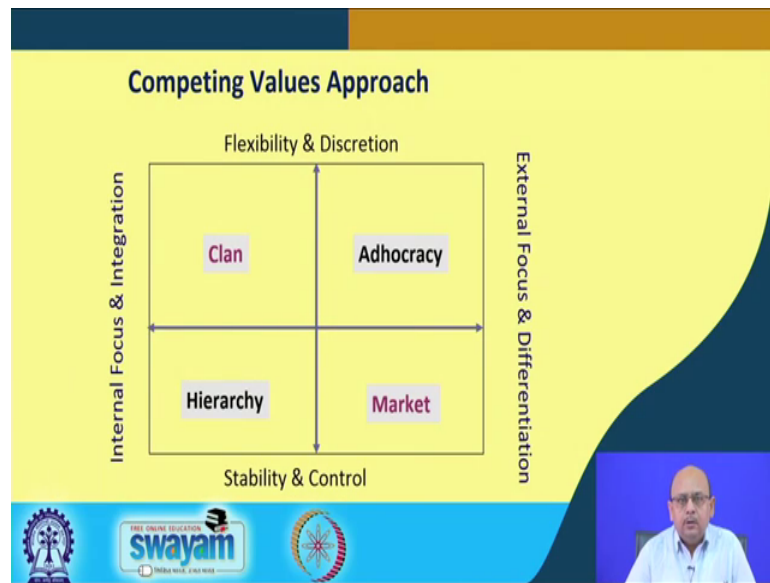 Competing Values Approach
Flexibility & Discretion
Internal Focus & Integration
External Focus & Differentiation
Clan
Adhocracy
Hierarchy
Market
Stability & Control
FREE ONLINE EDUCATION
swayam